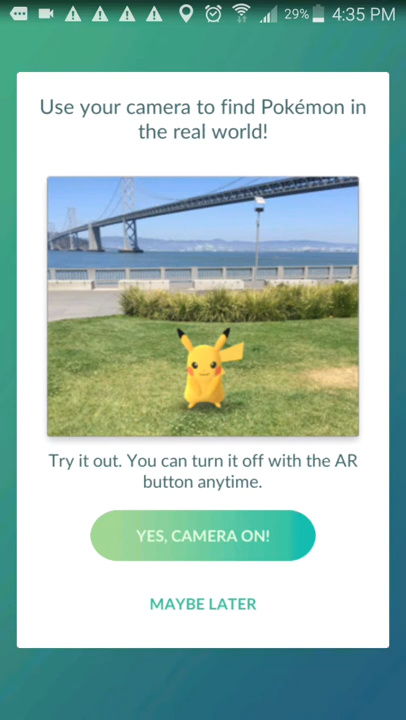 29% 4:35 PM
Use your camera to find Pokémon in
the real world!
Try it out. You can turn it off with the AR
button anytime.
YES, CAMERA ON!
MAYBE LATER